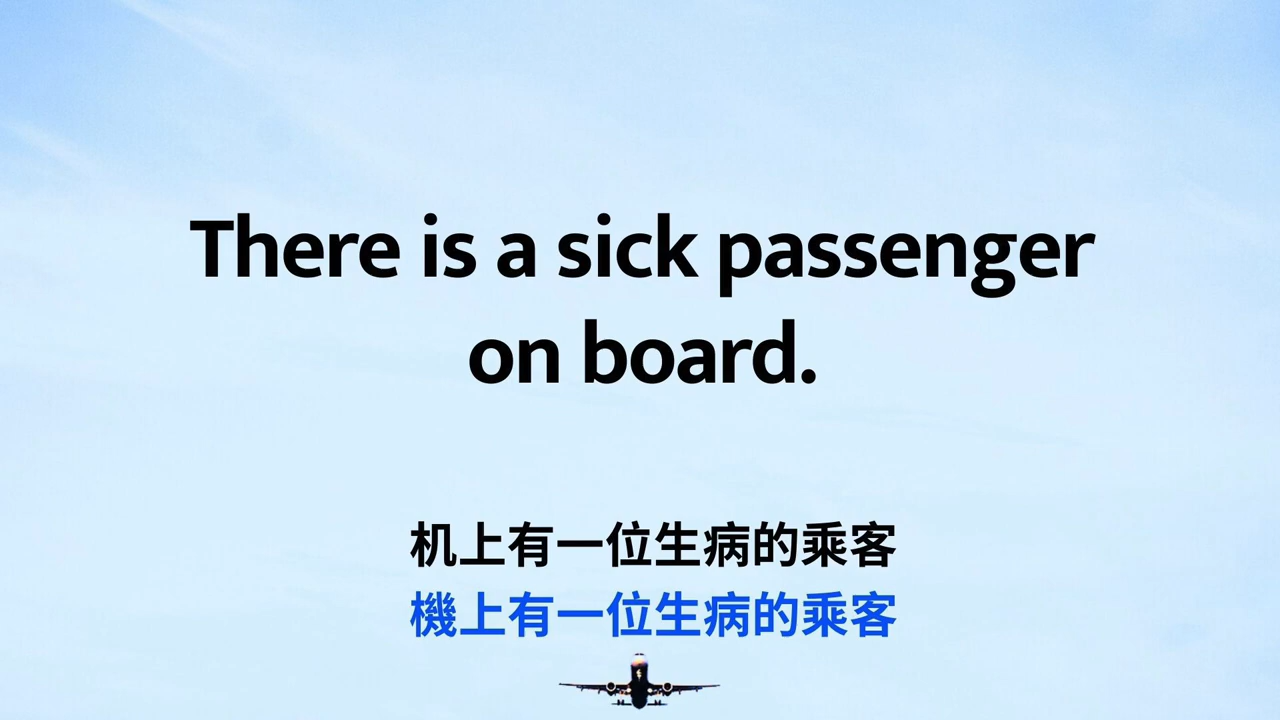 There is a sick passenger
on board.
机上有一位生病的乘客
機上有一位生病的乘客